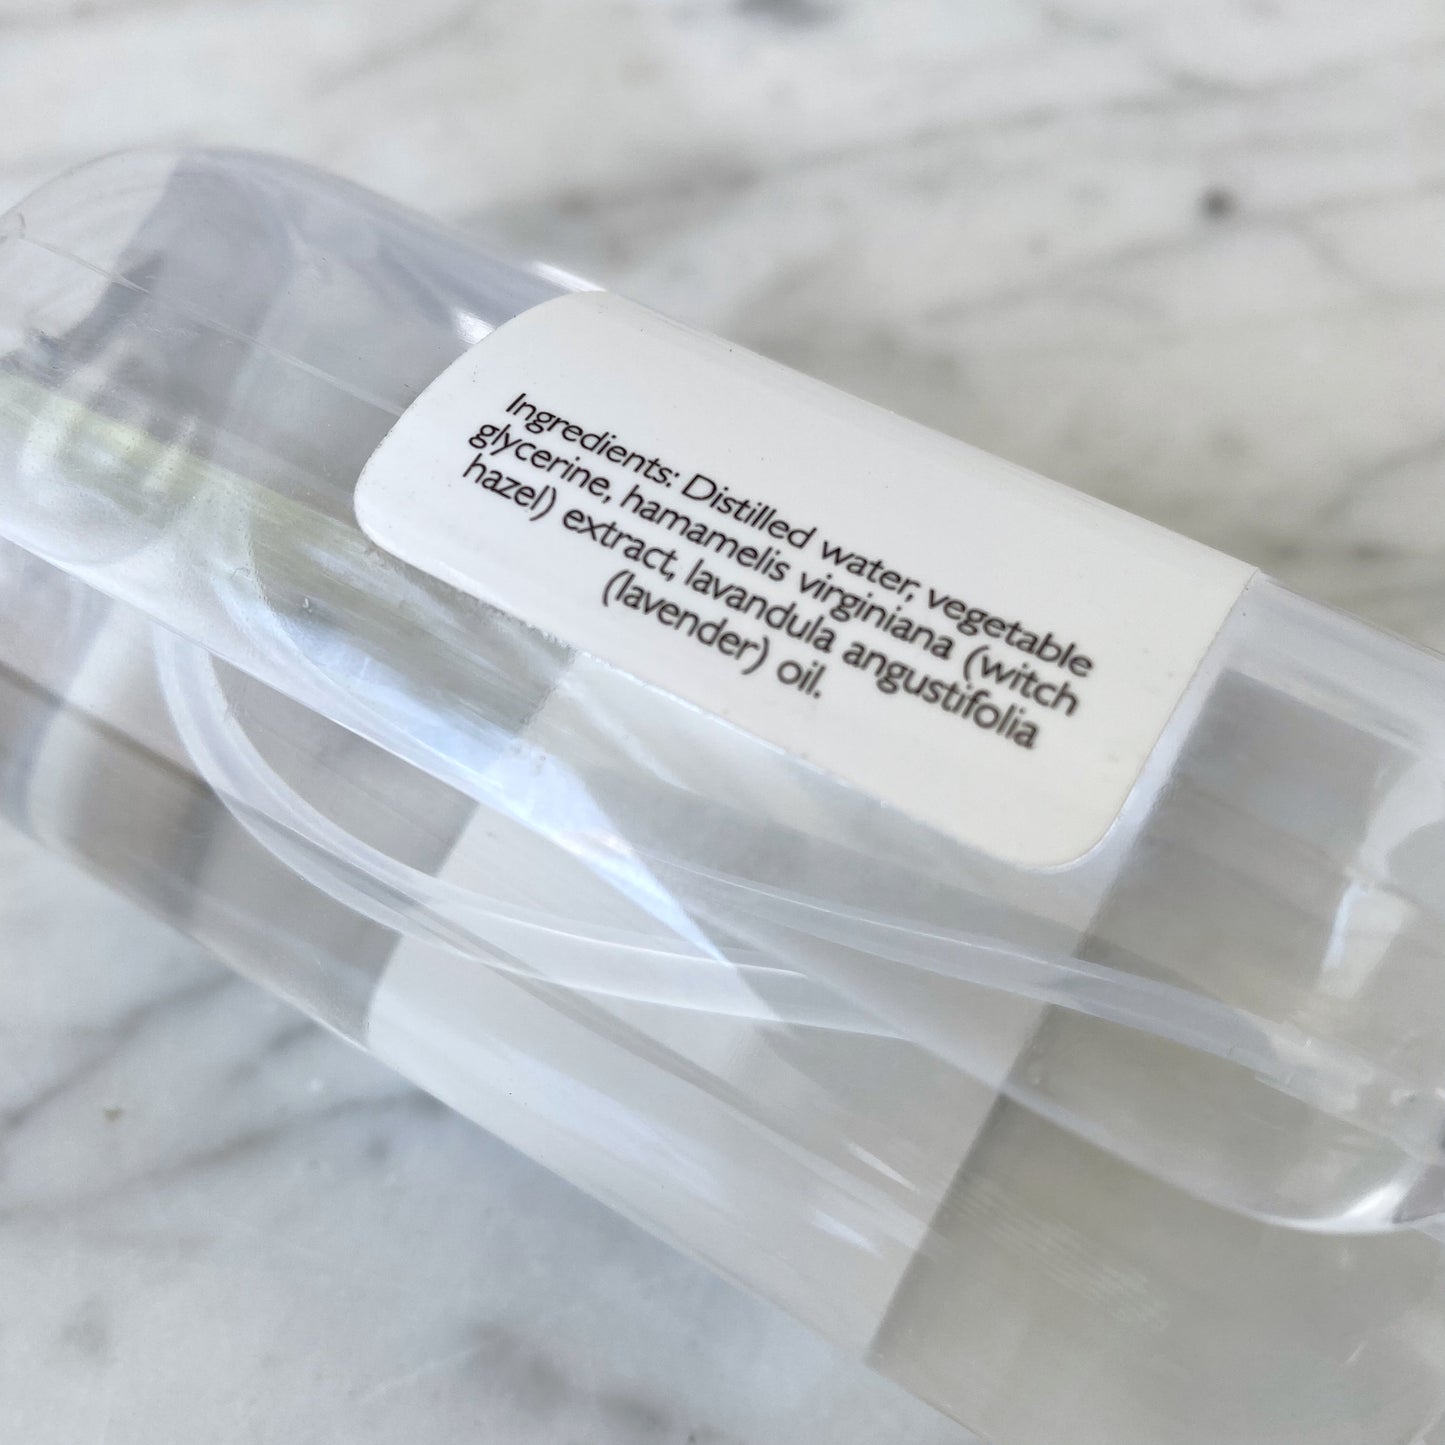 Ingredients: Distilled water, vegetable
glycerine, hamamelis virginiana (witch
hazel) extract, lavandula angustifolia
(lavender) oil.